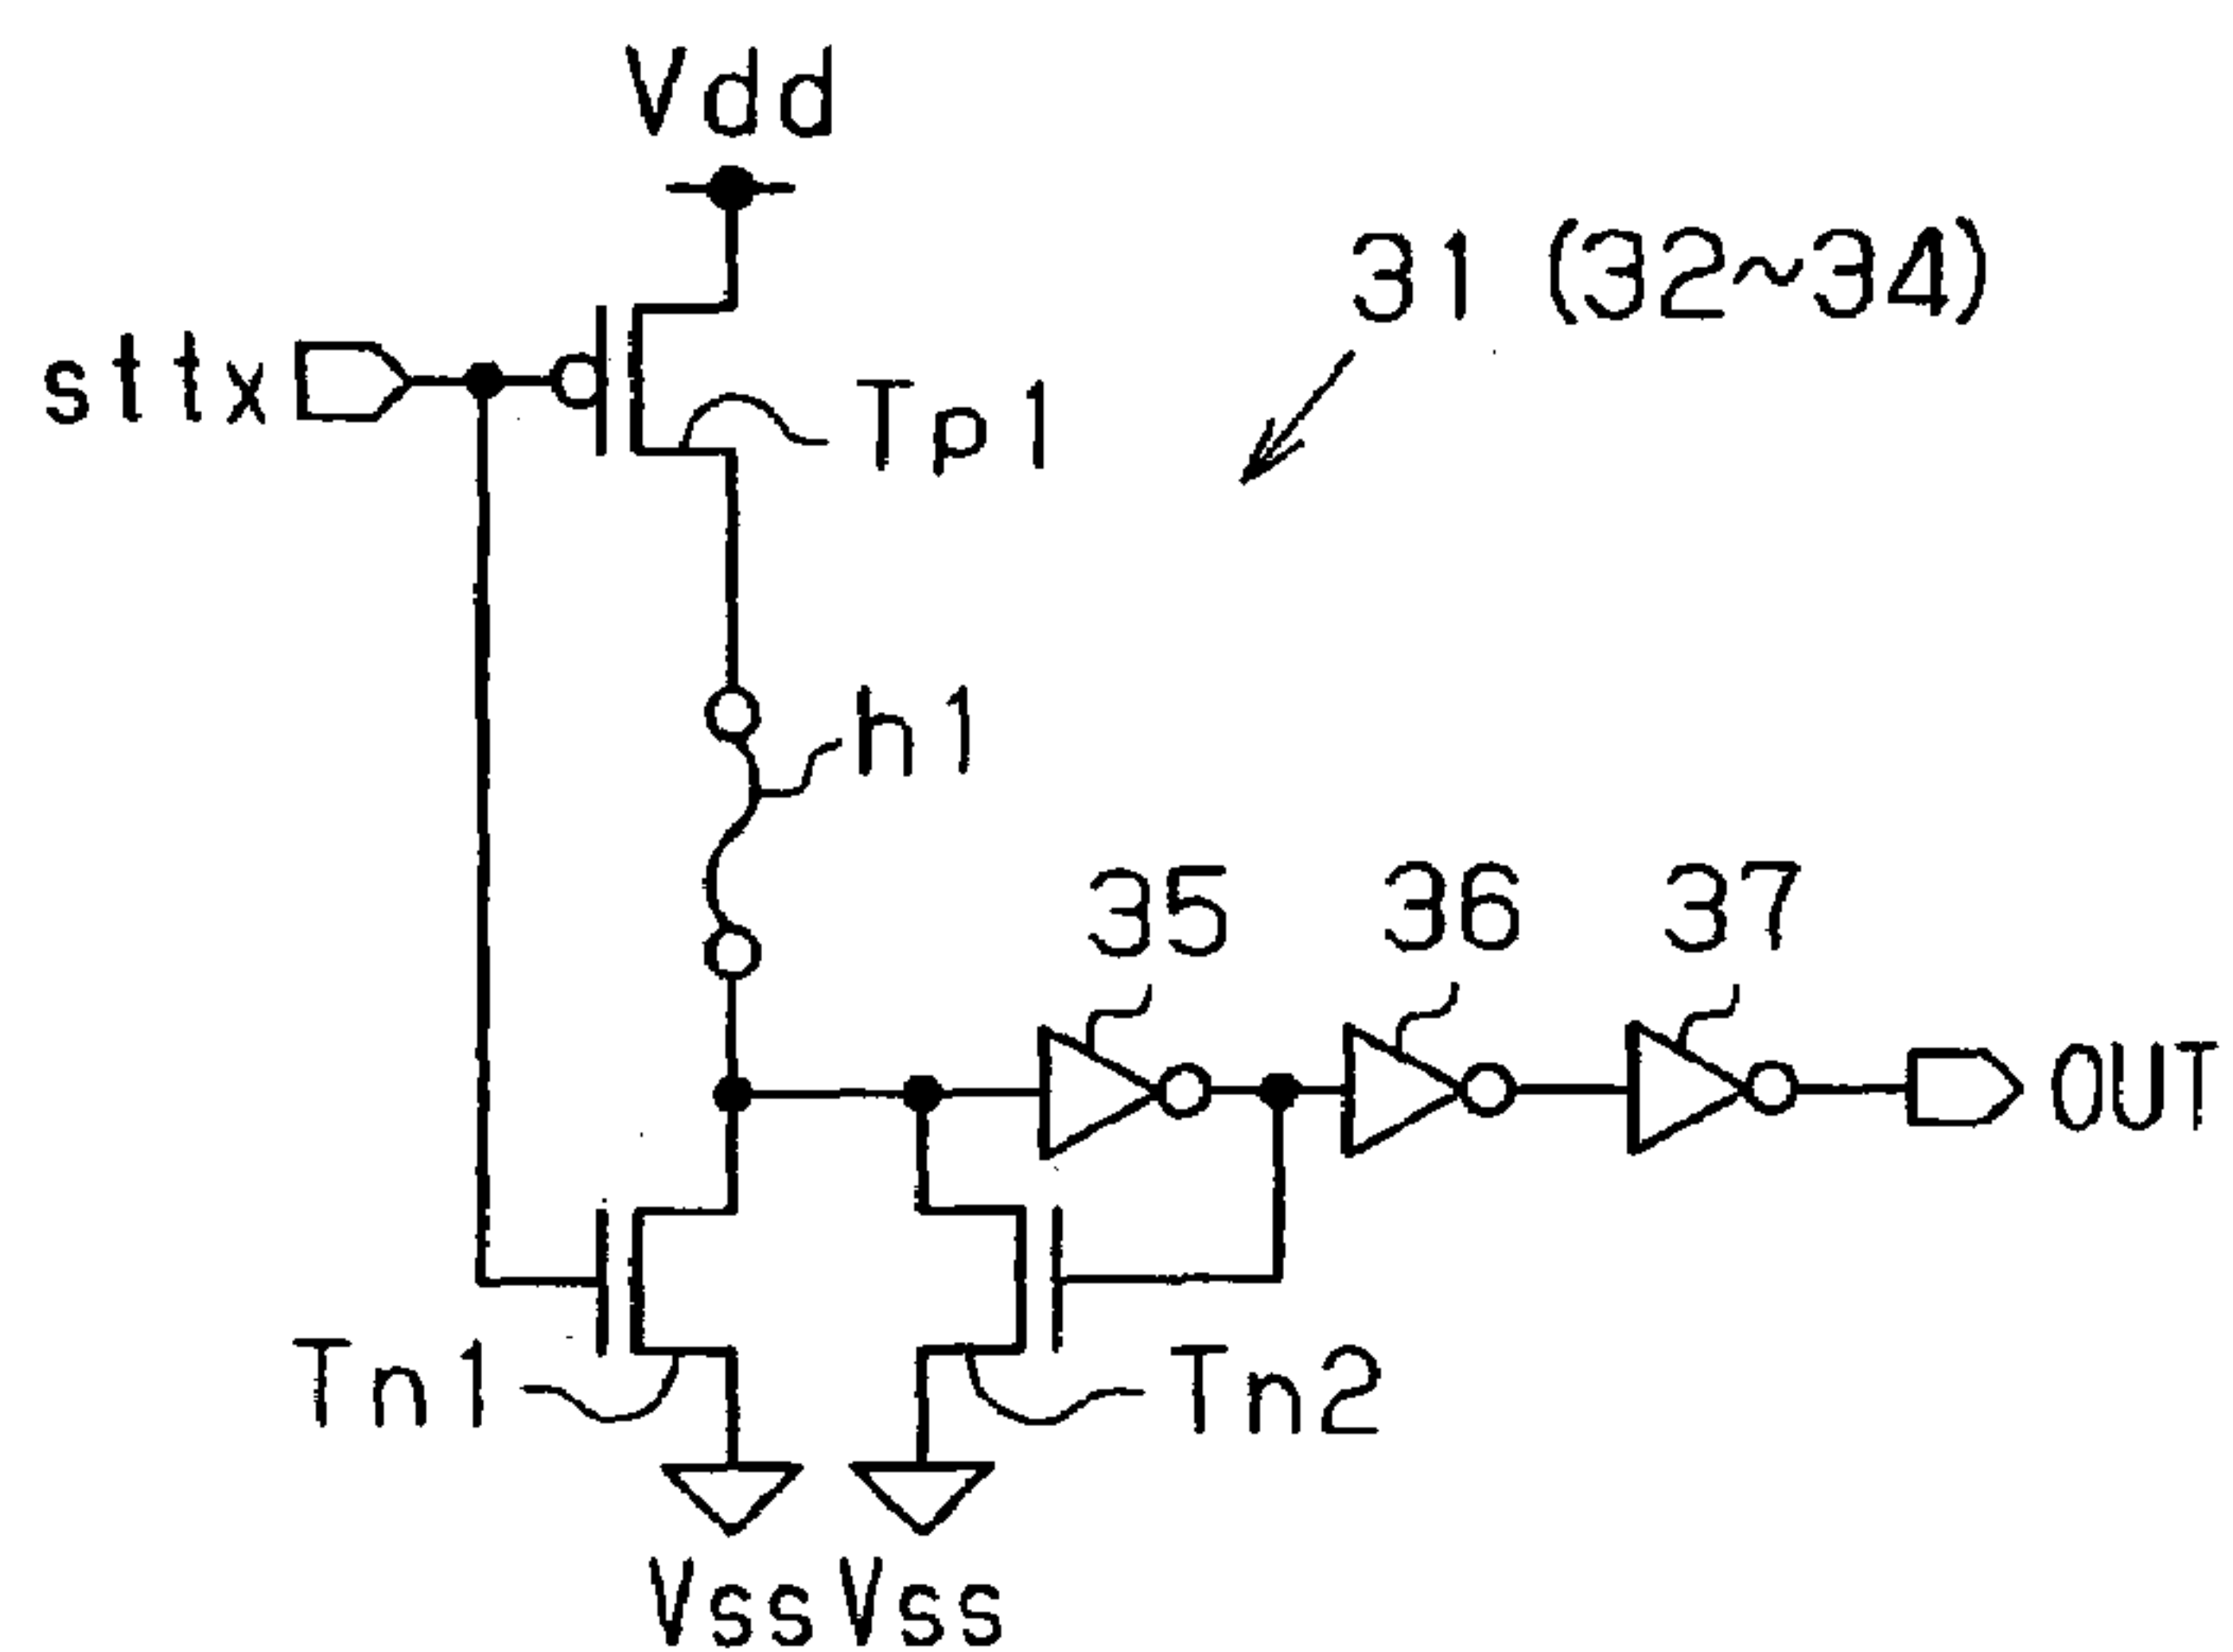 Vdd
31 (32~34)
sttx
Tp1
h1
35
36
37
OUT
Tn1
Tn2
Vss
Vss